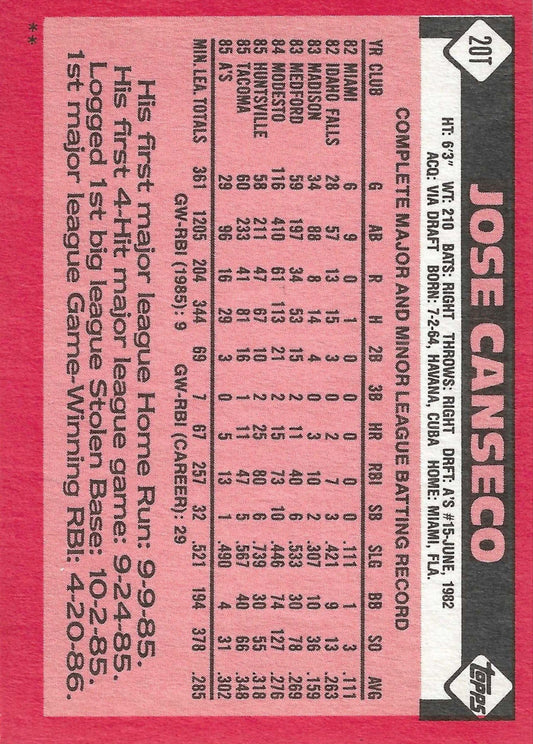 20T
JOSE CANSECO
topps
HT: 6'3" WT: 210 BATS: RIGHT THROWS: RIGHT DRFT: A'S #15-JUNE, 1982
ACQ: VIA DRAFT BORN: 7-2-64, HAVANA, CUBA HOME: MIAMI, FLA.
COMPLETE MAJOR AND MINOR LEAGUE BATTING RECORD
YR CLUB G AB R H 2B 3B HR RBI SB SLG BB SO AVG
82 MIAMI 6 9 0 1 0 0 0 0 0 .111 1 3 .111
82 IDAHO FALLS 28 57 13 15 3 0 2 7 3 .421 9 13 .263
82 MADISON 34 88 8 14 4 0 3 10 2 .307 10 36 .159
83 MEDFORD 59 197 34 53 15 2 11 40 6 .533 30 78 .269
84 MODESTO 116 410 61 113 21 2 15 73 10 .446 74 127 .276
85 HUNTSVILLE 58 211 47 67 10 2 25 80 6 .739 30 55 .318
85 TACOMA 60 233 41 81 16 1 11 47 5 .567 40 66 .348
85 A'S 29 96 16 29 3 0 5 13 1 .490 4 31 .302
MIN. LEA. TOTALS 361 1205 204 344 69 7 67 257 32 .521 194 378 .285
GW-RBI (1985): 9 GW-RBI (CAREER): 29
His first major league Home Run: 9-9-85.
His first 4-Hit major league game: 9-24-85.
Logged 1st big league Stolen Base: 10-2-85.
1st major league Game-Winning RBI: 4-20-86.
**